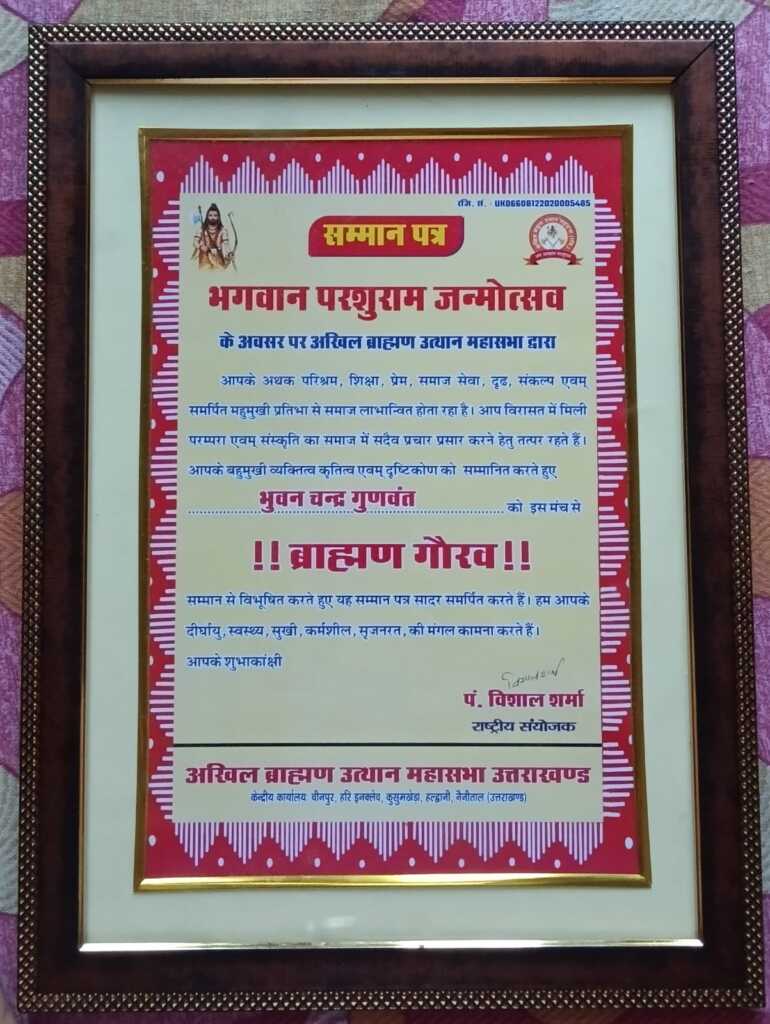 रजि. सं. : UK06608122020005485
सम्मान पत्र
भगवान परशुराम जन्मोत्सव
के अवसर पर अखिल ब्राह्मण उत्थान महासभा द्वारा
आपके अथक परिश्रम, शिक्षा, प्रेम, समाज सेवा, दृढ, संकल्प एवम्
समर्पित महुमुखी प्रतिभा से समाज लाभान्वित होता रहा है। आप विरासत में मिली
परम्परा एवम् संस्कृति का समाज में सदैव प्रचार प्रसार करने हेतु तत्पर रहते हैं।
आपके बहुमुखी व्यक्तित्व कृतित्व एवम् दृष्टिकोण को सम्मानित करते हुए
भुवन चन्द्र गुणवंत को इस मंच से
!! ब्राह्मण गौरव !!
सम्मान से विभूषित करते हुए यह सम्मान पत्र सादर समर्पित करते हैं। हम आपके
दीर्घायु, स्वस्थ्य, सुखी, कर्मशील, सृजनरत, की मंगल कामना करते हैं।
आपके शुभाकांक्षी
पं. विशाल शर्मा
राष्ट्रीय संयोजक
अखिल ब्राह्मण उत्थान महासभा उत्तराखण्ड
केन्द्रीय कार्यालय चीनपुर, हरि इनक्लेव, कुसुमखेड़ा, हल्द्वानी, नैनीताल (उत्तराखण्ड)